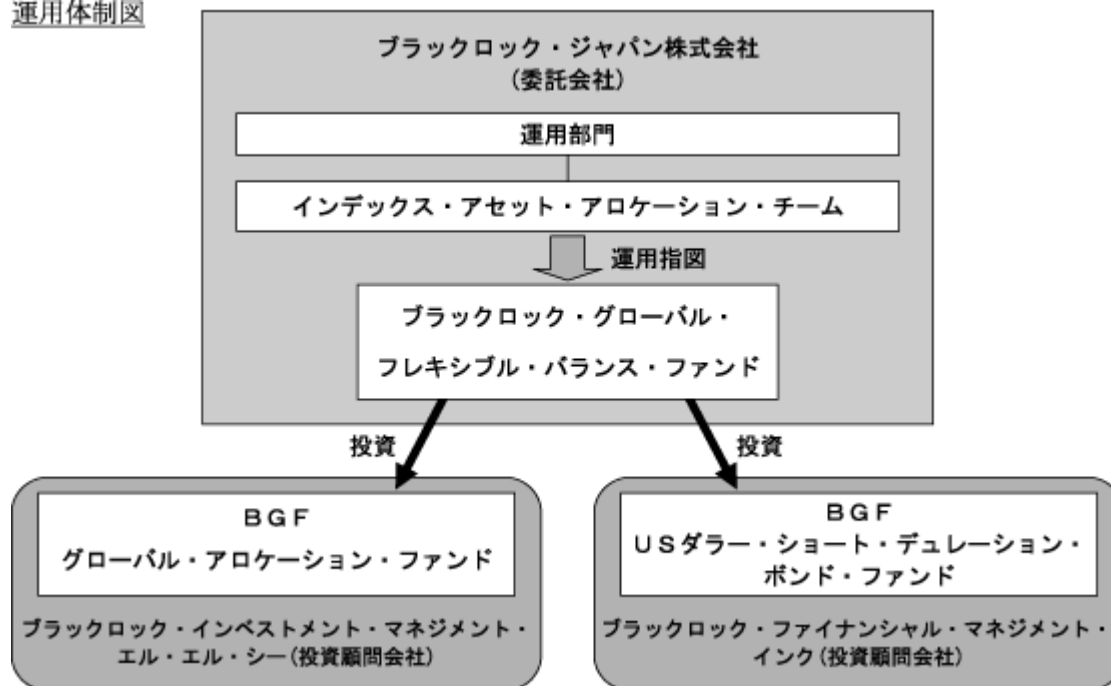 運用体制図
ブラックロック・ジャパン株式会社
(委託会社)
運用部門
インデックス・アセット・アロケーション・チーム
運用指図
ブラックロック・グローバル・
フレキシブル・バランス・ファンド
投資
投資
ＢＧＦ
グローバル・アロケーション・ファンド
ブラックロック・インベストメント・マネジメント・
エル・エル・シー(投資顧問会社)
ＢＧＦ
ＵＳダラー・ショート・デュレーション・
ボンド・ファンド
ブラックロック・ファイナンシャル・マネジメント・
インク(投資顧問会社)